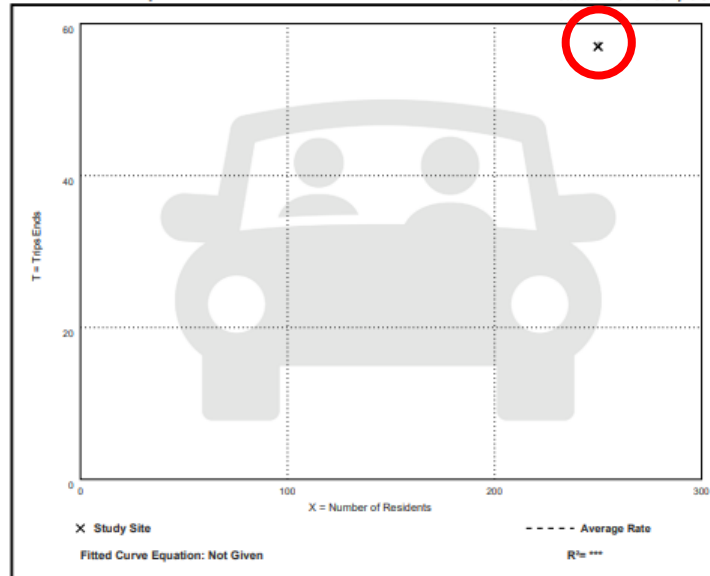 60
40
20
0
0 100 200 300
T = Trips Ends
X = Number of Residents
× Study Site
- - - - - Average Rate
Fitted Curve Equation: Not Given
R²= ***